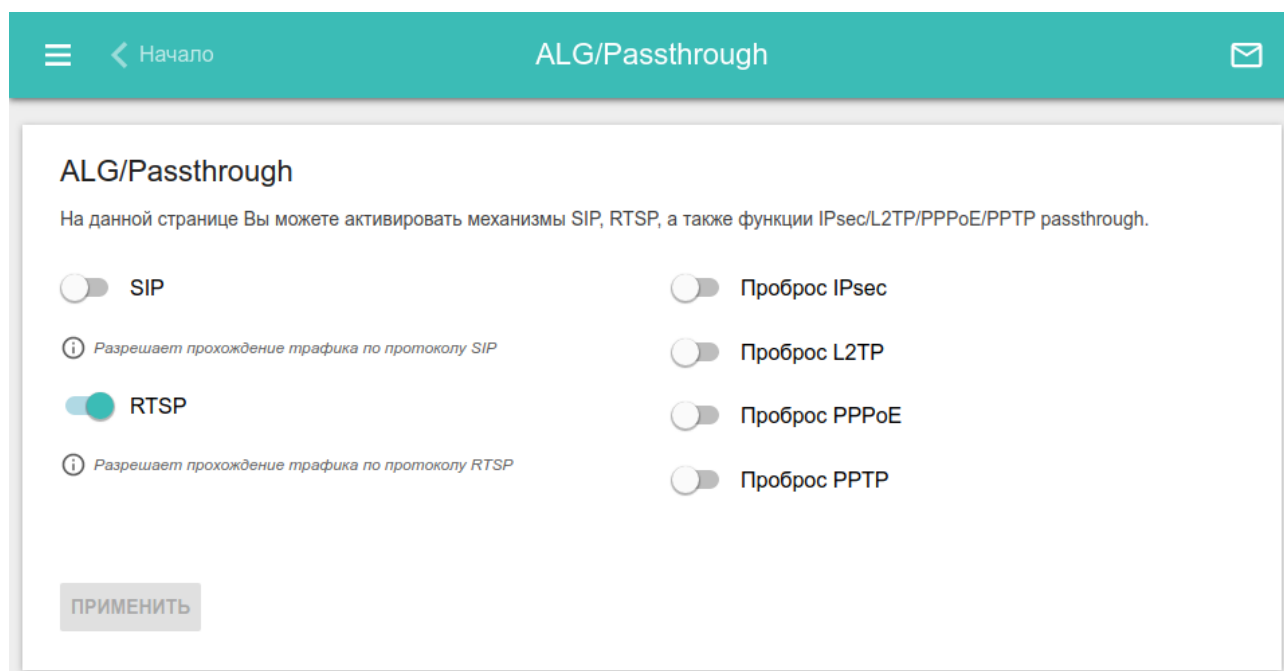 Начало
ALG/Passthrough
ALG/Passthrough
На данной странице Вы можете активировать механизмы SIP, RTSP, а также функции IPsec/L2TP/PPPoE/PPTP passthrough.
SIP
Разрешает прохождение трафика по протоколу SIP
RTSP
Разрешает прохождение трафика по протоколу RTSP
Проброс IPsec
Проброс L2TP
Проброс PPPoE
Проброс PPTP
ПРИМЕНИТЬ